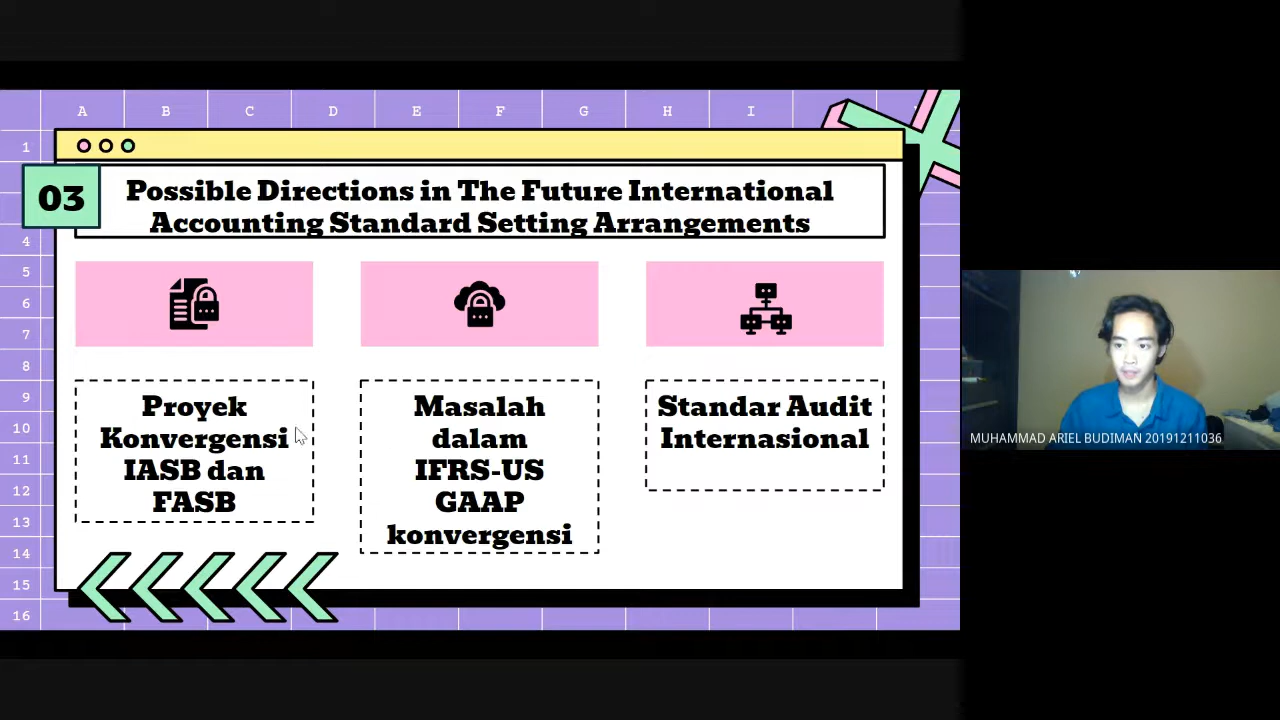 A B C D E F G H I
1
03
Possible Directions in The Future International
Accounting Standard Setting Arrangements
4
5
6
7
8
9
10
11
12
13
14
15
16
Proyek
Konvergensi
IASB dan
FASB
Masalah
dalam
IFRS-US
GAAP
konvergensi
Standar Audit
Internasional
MUHAMMAD ARIEL BUDIMAN 20191211036